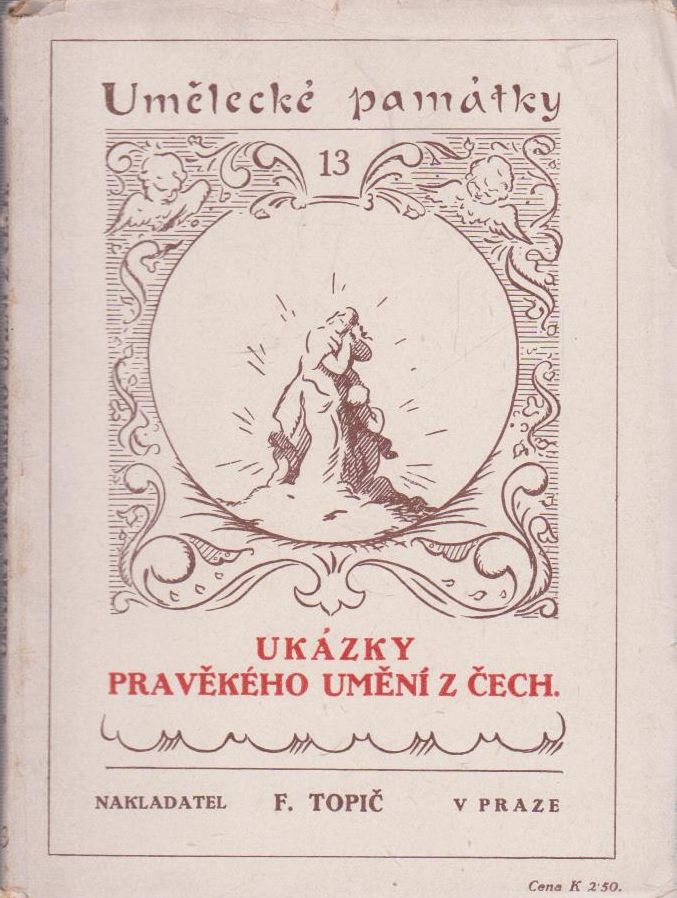 Umělecké památky
13
UKÁZKY
PRAVĚKÉHO UMĚNÍ Z ČECH.
NAKLADATEL F. TOPIČ V PRAZE
Cena K 2·50.